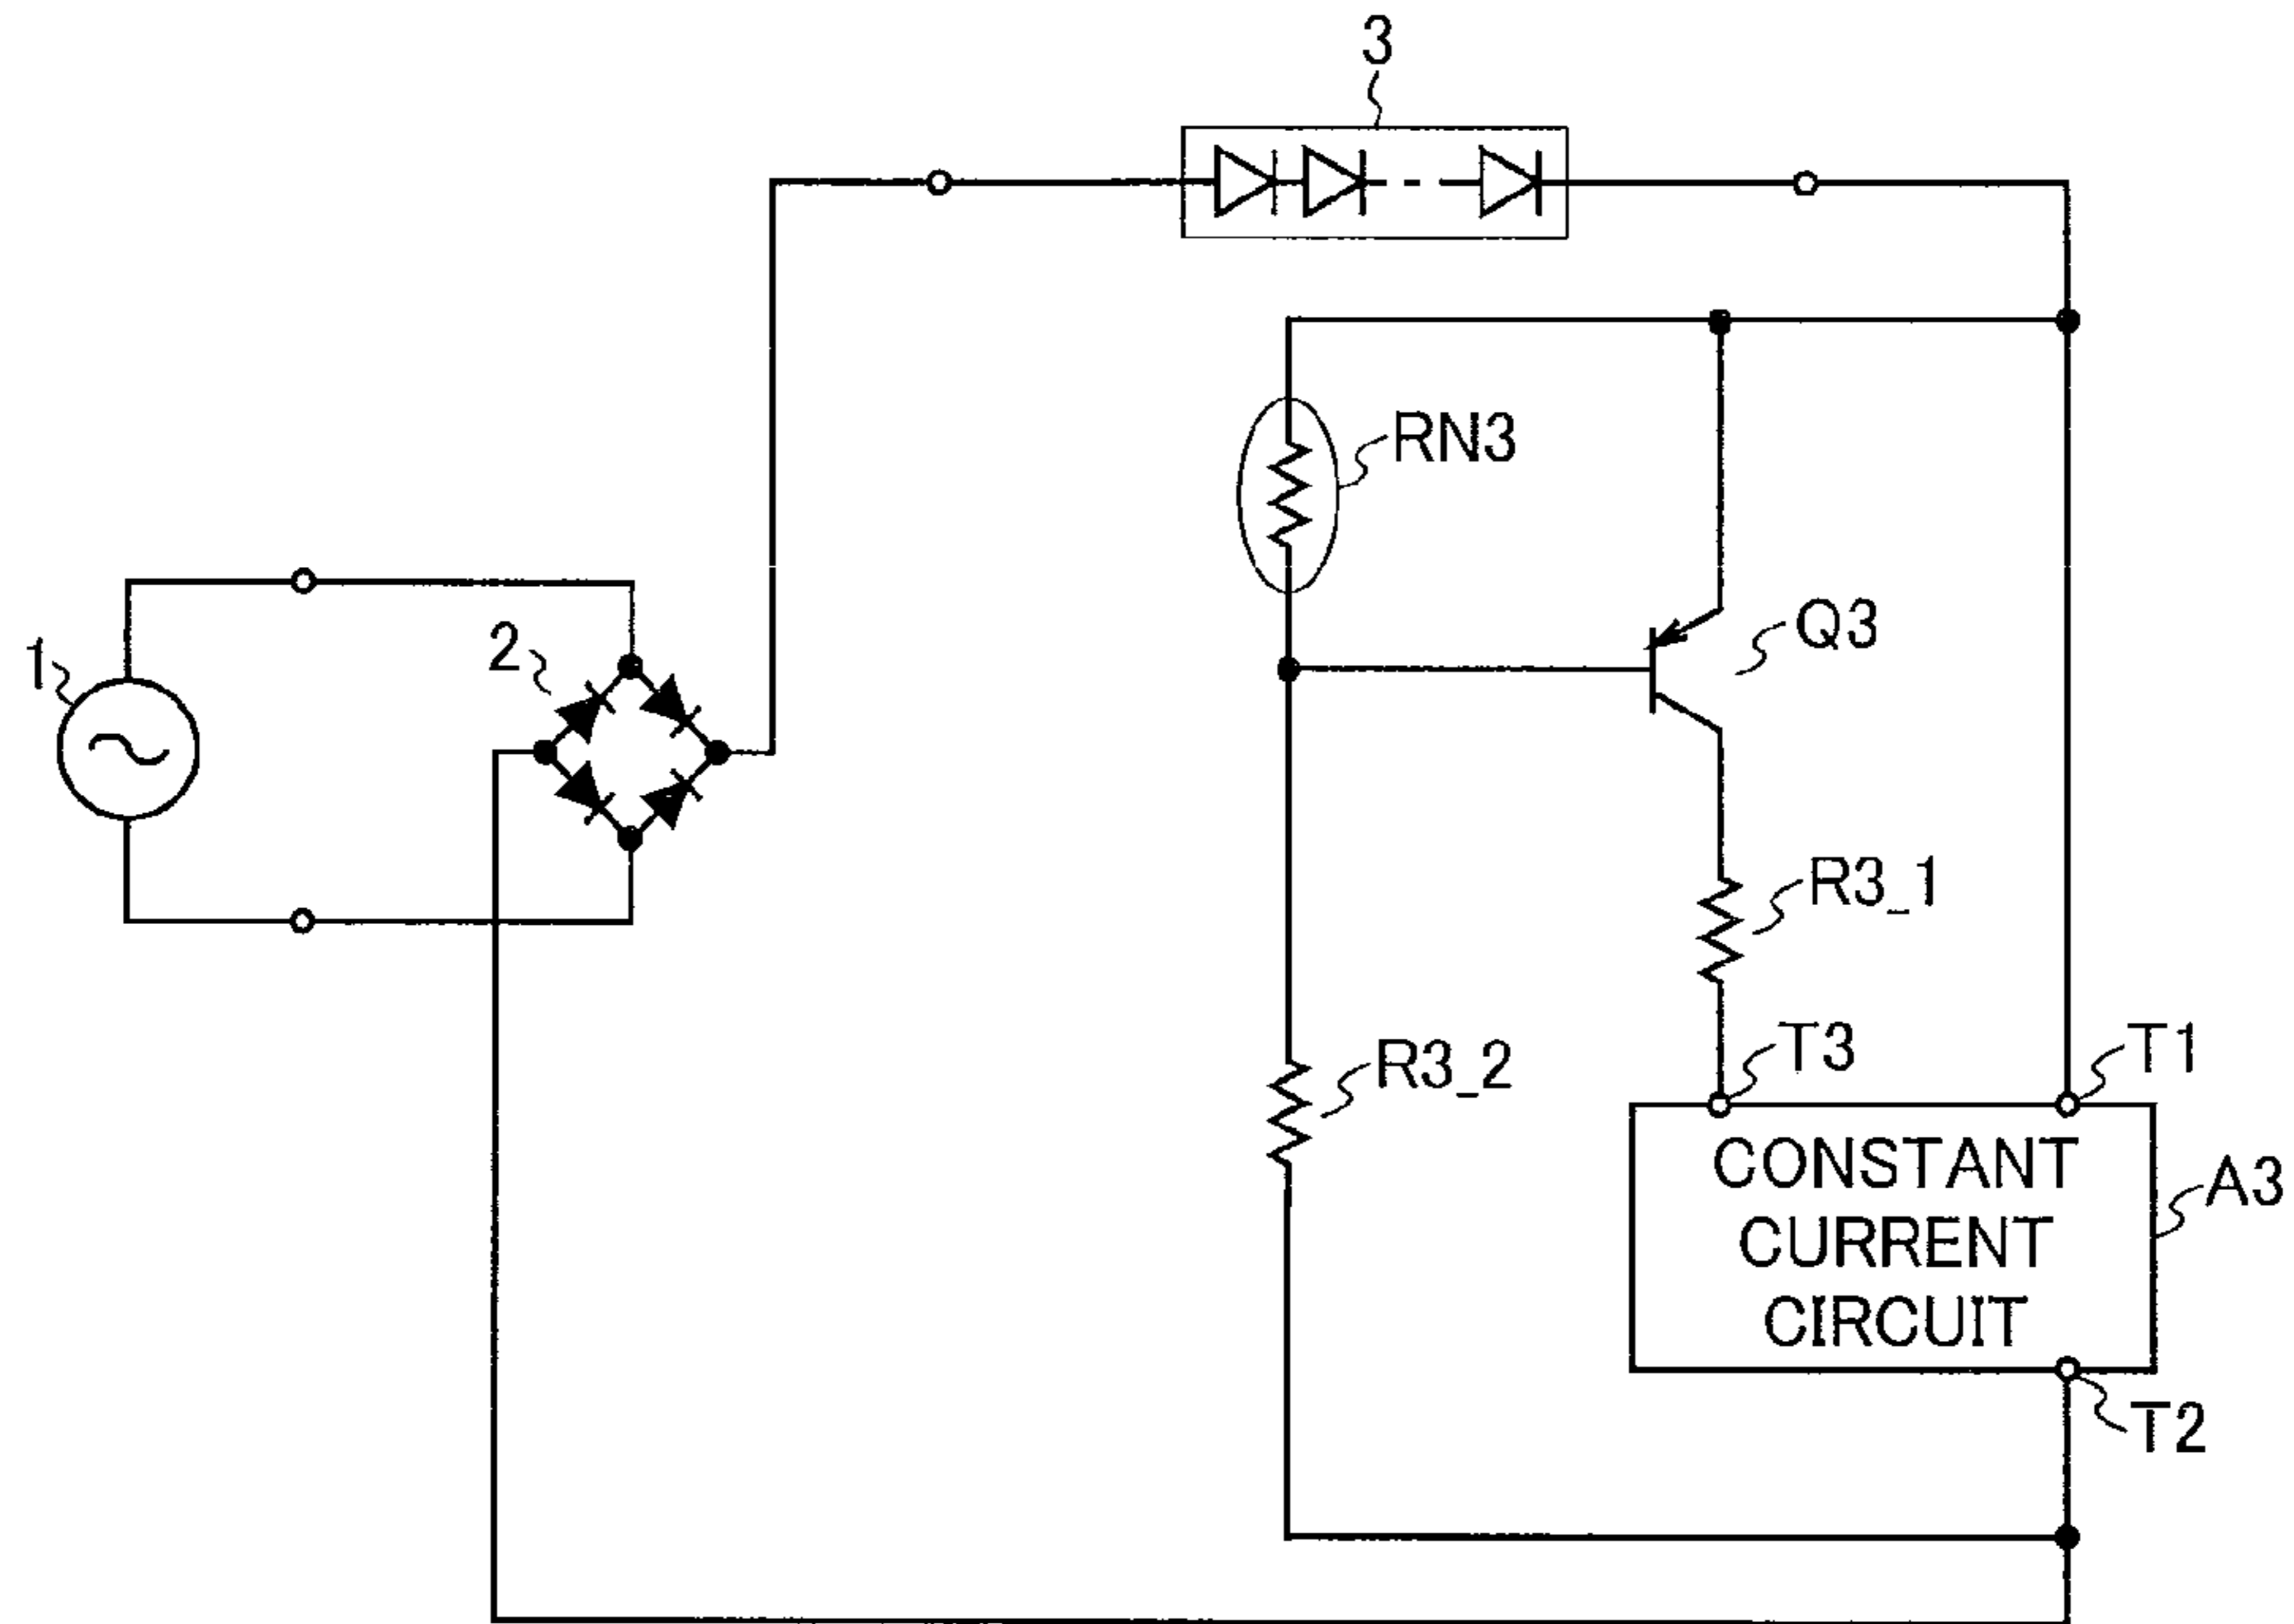 3
RN3
Q3
1
2
R3_1
T3
T1
R3_2
CONSTANT
CURRENT
CIRCUIT
A3
T2